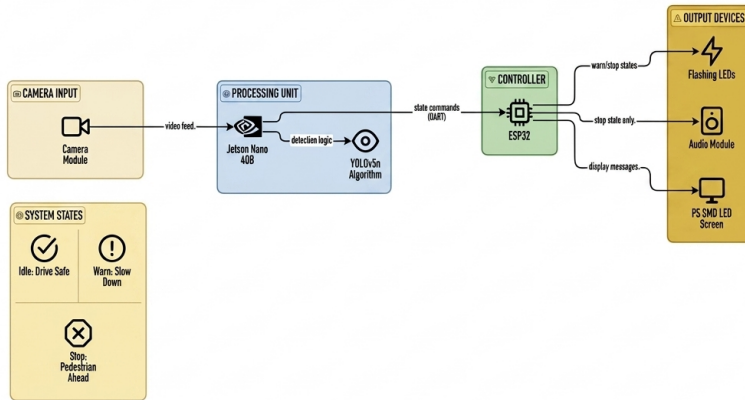 CAMERA INPUT
Camera
Module
video feed.
PROCESSING UNIT
Jetson Nano
40B
detection logic
YOLOv5n
Algorithm
state commands
(UART)
CONTROLLER
ESP32
warn/stop states
stop state only.
display messages.
OUTPUT DEVICES
Flashing LEDs
Audio Module
PS SMD LED
Screen
SYSTEM STATES
Idle: Drive Safe
Warn: Slow
Down
Stop:
Pedestrian
Ahead